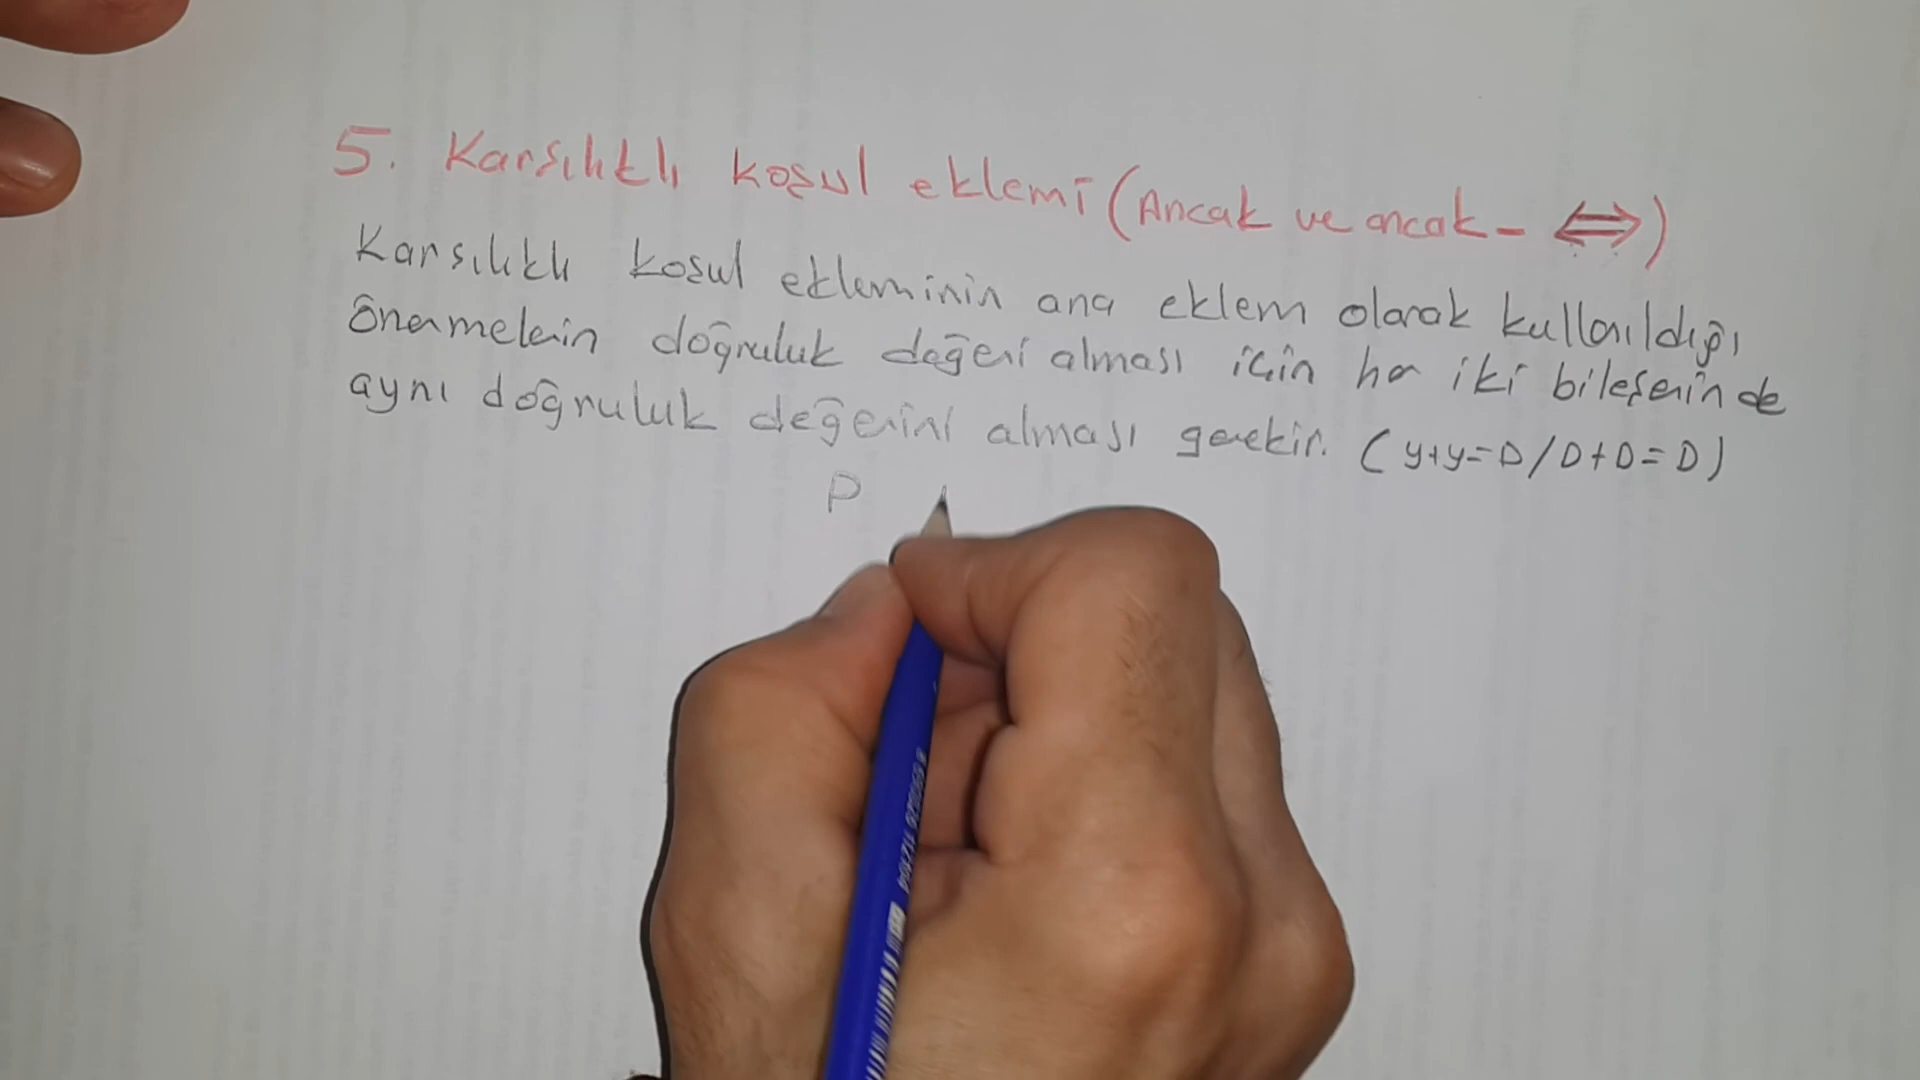 5. Karşılıklı koşul eklemi (Ancak ve ancak - ⇔)
Karşılıklı koşul ekleminin ana eklem olarak kullanıldığı
önermelerin doğruluk değeri alması için her iki bileşenin de
aynı doğruluk değerini alması gerekir. (y+y=D/D+D=D)
P